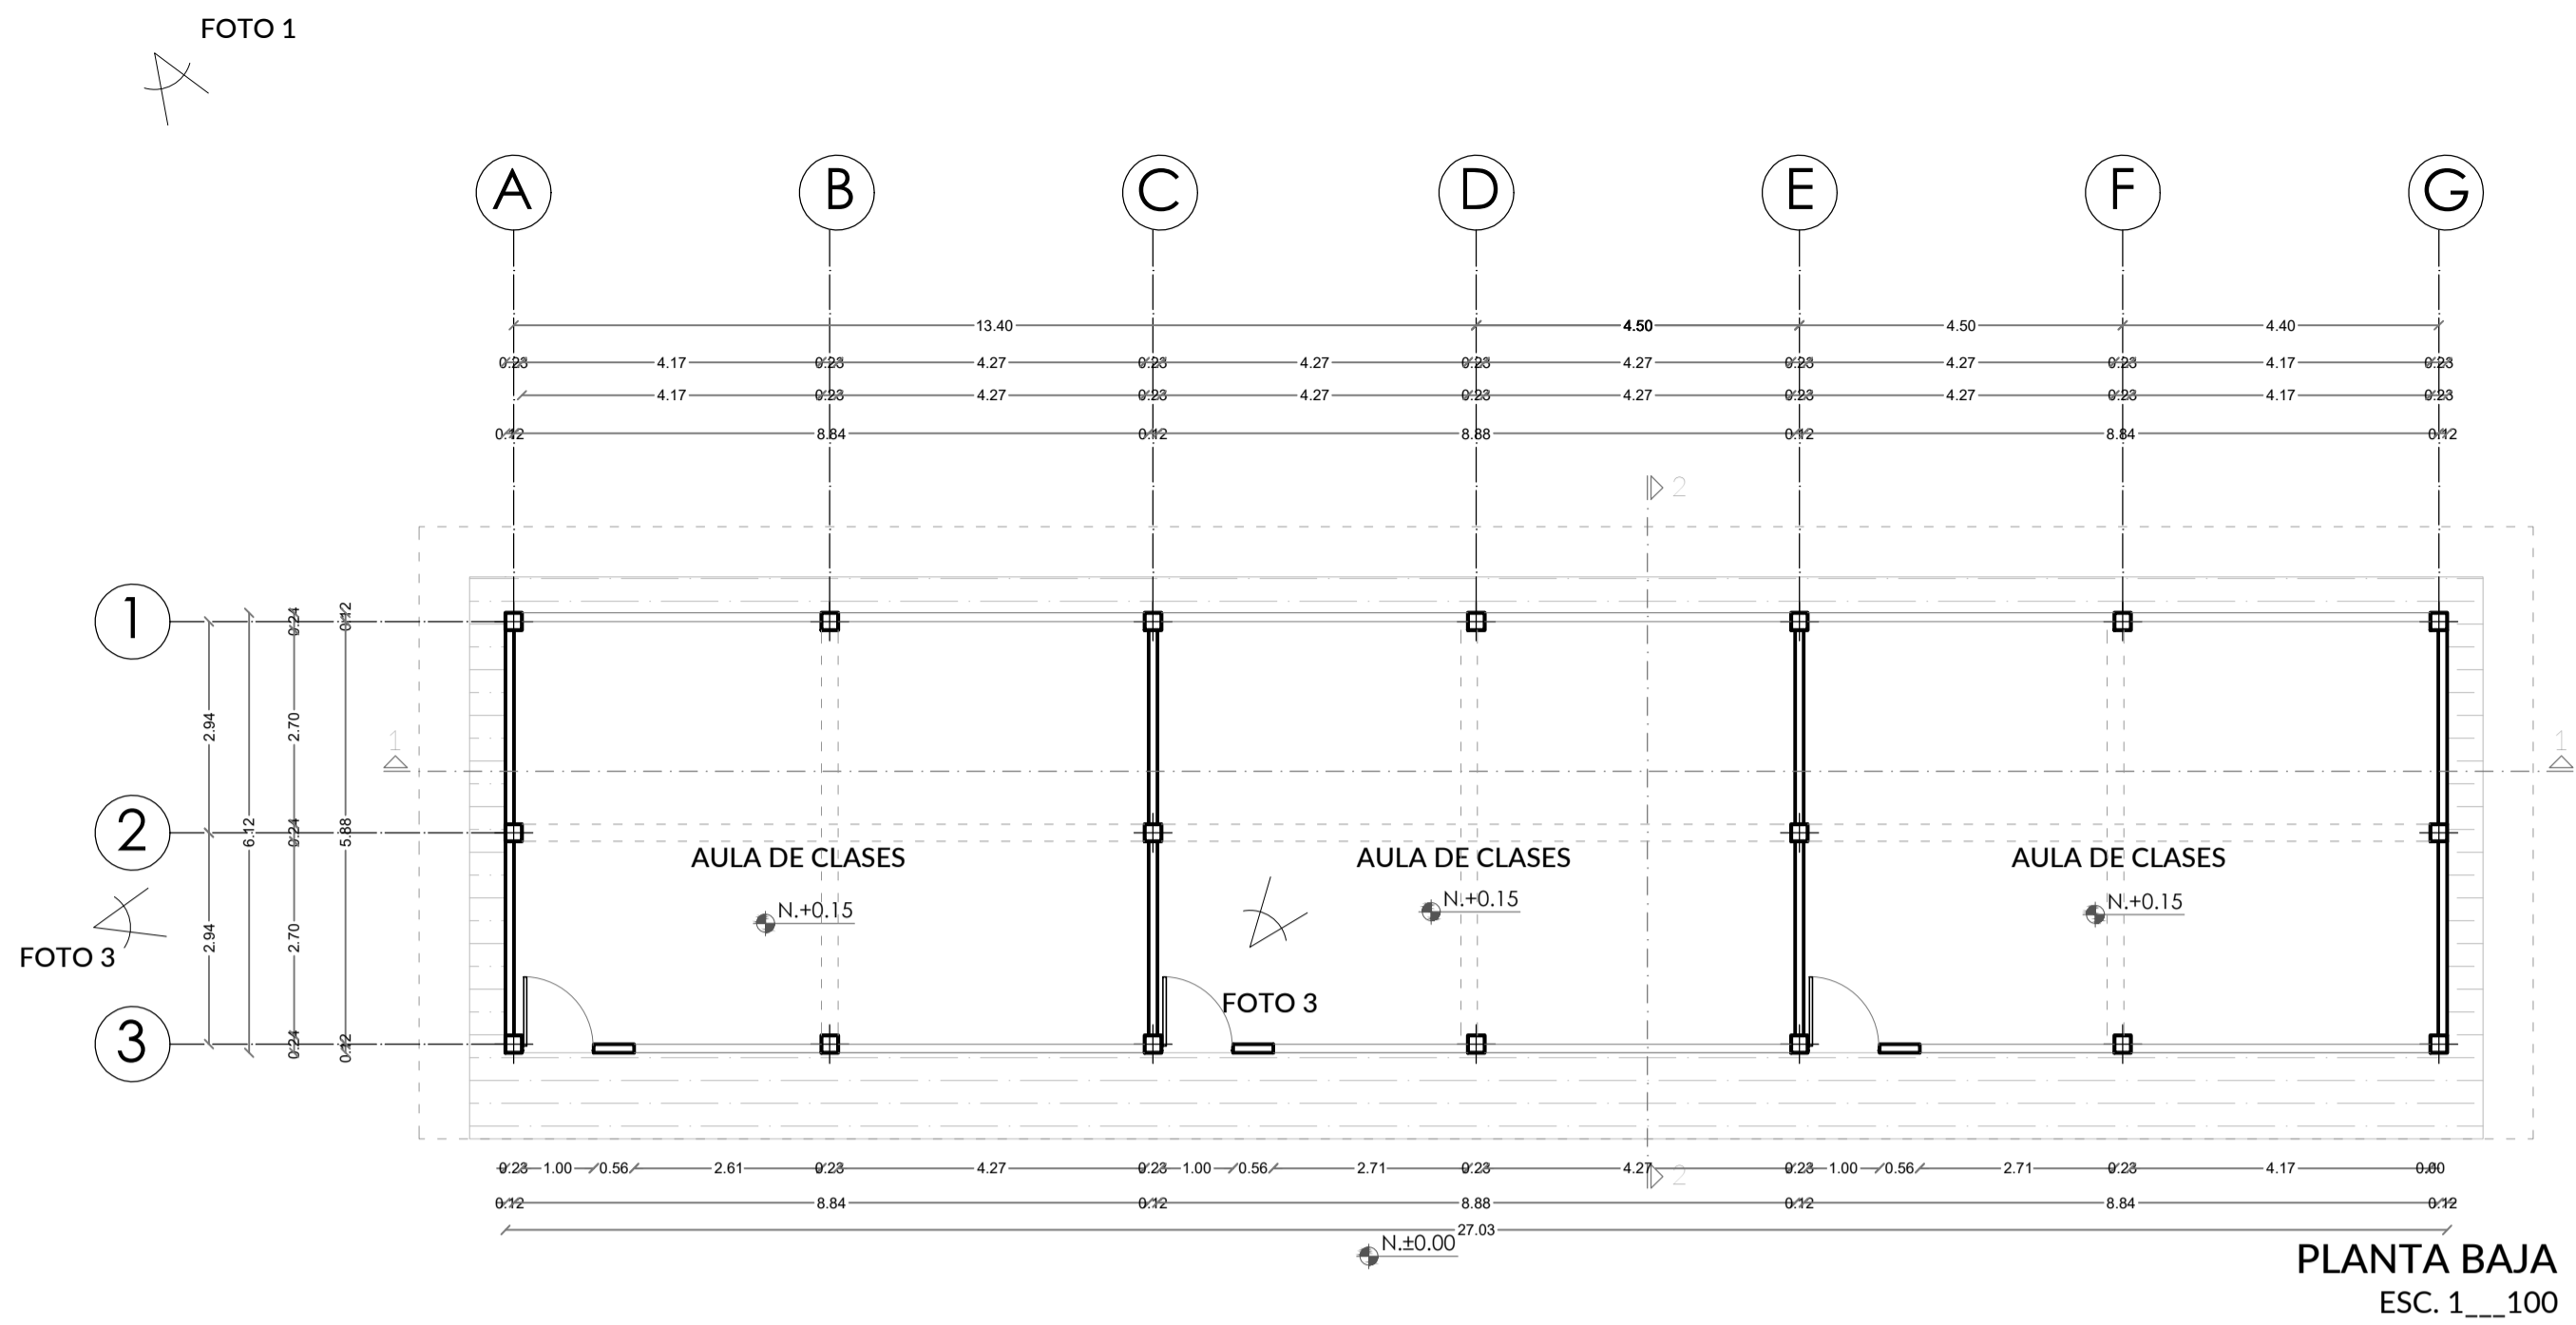 FOTO 1
A B C D E F G
13.40 4.50 4.50 4.40
0.23 4.17 0.23 4.27 0.23 4.27 0.23 4.27 0.23 4.27 0.23 4.17 0.23
4.17 0.23 4.27 0.23 4.27 0.23 4.27 0.23 4.27 0.23 4.17 0.23
0.12 8.84 0.12 8.88 0.12 8.84 0.12
2
1
0.24
0.12
2.94
2.70
1
1
2
6.12
0.24
5.88
AULA DE CLASES AULA DE CLASES AULA DE CLASES
N.+0.15 N.+0.15 N.+0.15
2.94
2.70
FOTO 3
FOTO 3
3
0.24
0.12
0.23 1.00 0.56 2.61 0.23 4.27 0.23 1.00 0.56 2.71 0.23 4.27 0.23 1.00 0.56 2.71 0.23 4.17 0.00
2
0.12 8.84 0.12 8.88 0.12 8.84 0.12
27.03
N.±0.00
PLANTA BAJA
ESC. 1___100